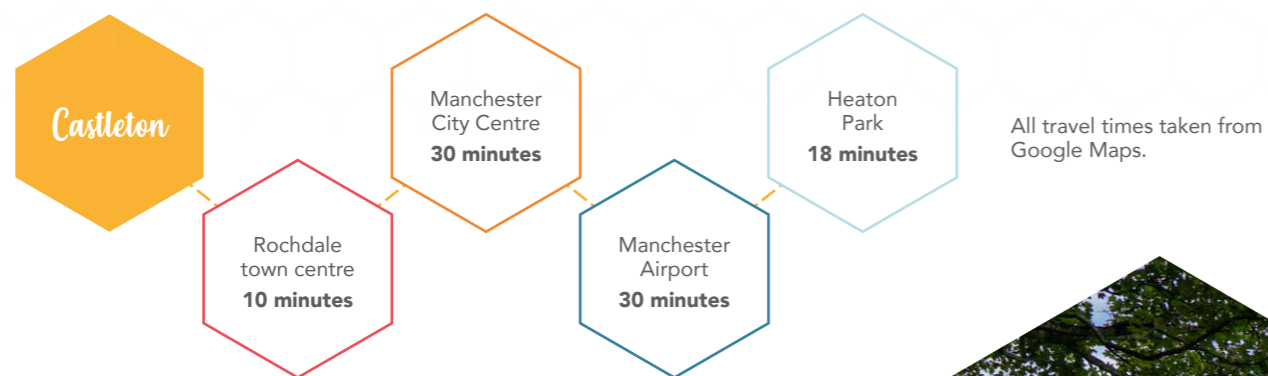 Castleton
Rochdale
town centre
10 minutes
Manchester
City Centre
30 minutes
Manchester
Airport
30 minutes
Heaton
Park
18 minutes
All travel times taken from
Google Maps.